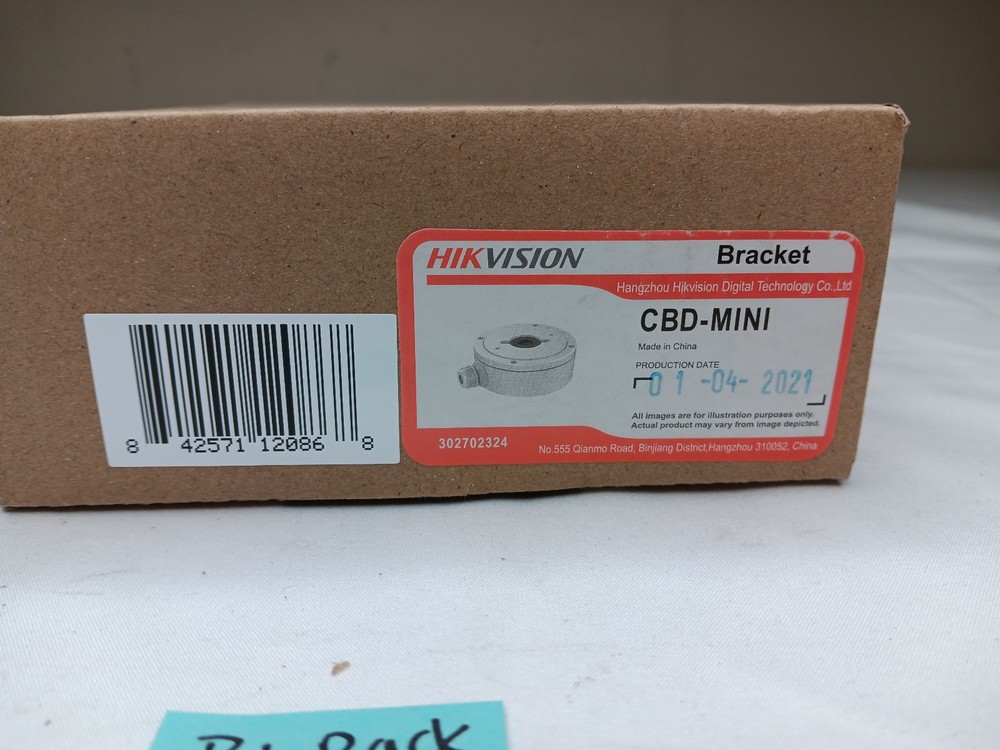 8 42571 12086 8
HIKVISION Bracket
Hangzhou Hikvision Digital Technology Co.,Ltd
CBD-MINI
Made in China
PRODUCTION DATE
01 -04- 2021
All images are for illustration purposes only.
Actual product may vary from image depicted.
302702324
No.555 Qianmo Road, Binjiang District,Hangzhou 310052, China